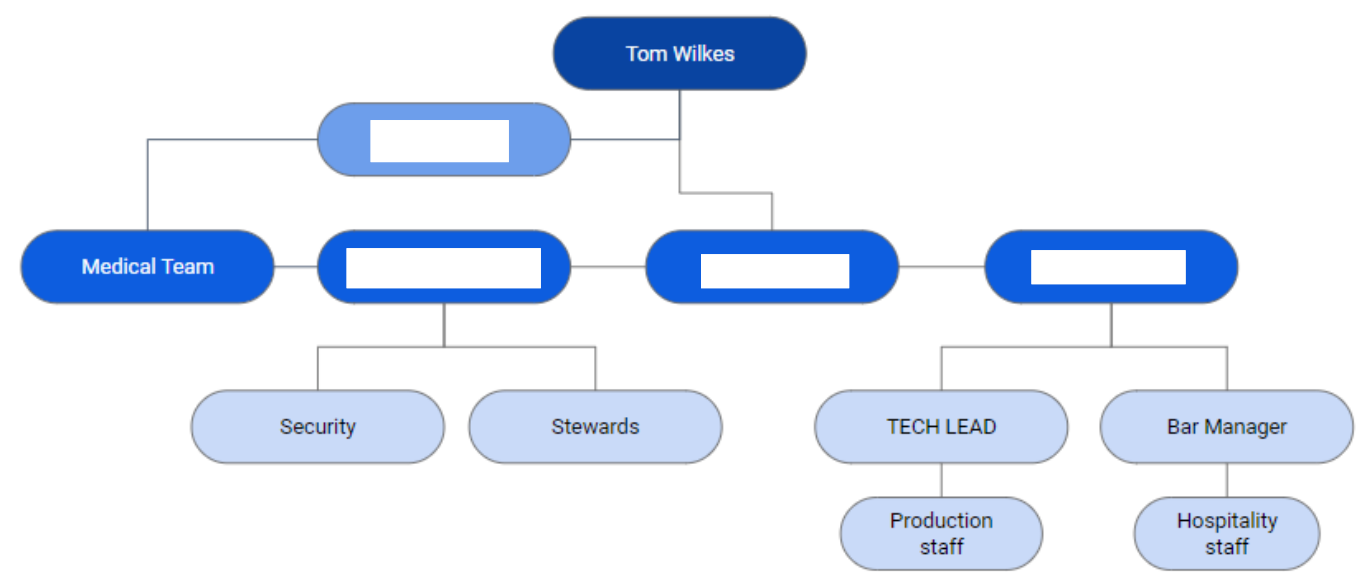 Tom Wilkes
Medical Team
Security
Stewards
TECH LEAD
Bar Manager
Production
staff
Hospitality
staff